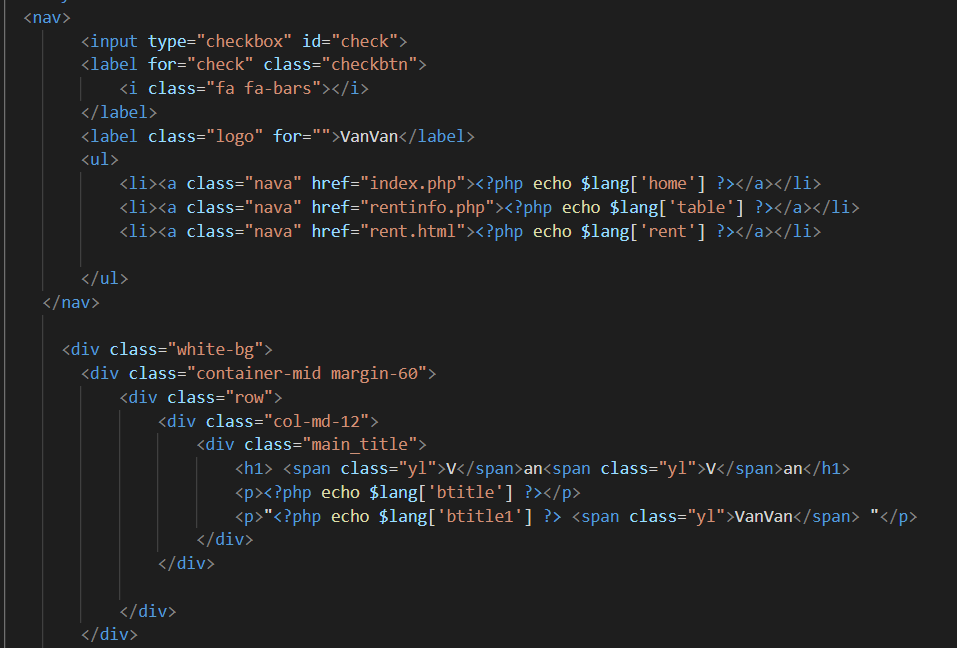 <nav>
<input type="checkbox" id="check">
<label for="check" class="checkbtn">
<i class="fa fa-bars"></i>
</label>
<label class="logo" for="">VanVan</label>
<ul>
<li><a class="nava" href="index.php"><?php echo $lang['home'] ?></a></li>
<li><a class="nava" href="rentinfo.php"><?php echo $lang['table'] ?></a></li>
<li><a class="nava" href="rent.html"><?php echo $lang['rent'] ?></a></li>
</ul>
</nav>
<div class="white-bg">
<div class="container-mid margin-60">
<div class="row">
<div class="col-md-12">
<div class="main_title">
<h1> <span class="yl">V</span>an<span class="yl">V</span>an</h1>
<p><?php echo $lang['btitle'] ?></p>
<p>"<?php echo $lang['btitle1'] ?> <span class="yl">VanVan</span> "</p>
</div>
</div>
</div>
</div>